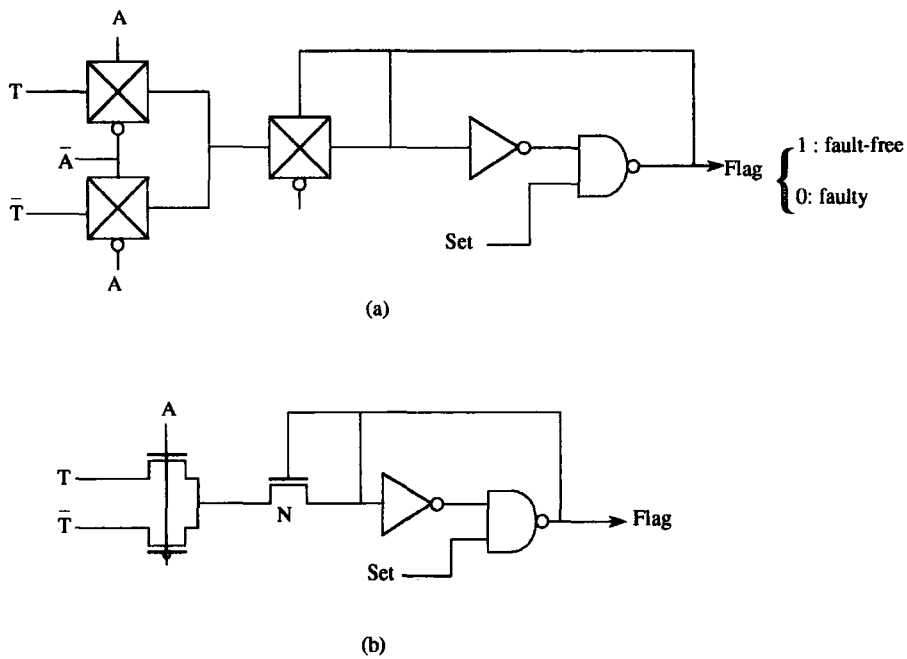 A
T
Ā
T̄
A
Set
Flag
1 : fault-free
0: faulty
(a)
A
T
T̄
N
Set
Flag
(b)